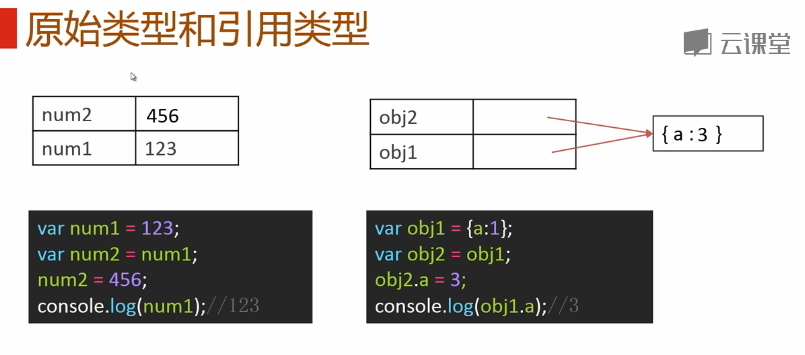 原始类型和引用类型
云课堂
num2 456
num1 123
obj2
obj1
{ a : 3 }
var num1 = 123;
var num2 = num1;
num2 = 456;
console.log(num1);//123
var obj1 = {a:1};
var obj2 = obj1;
obj2.a = 3;
console.log(obj1.a);//3